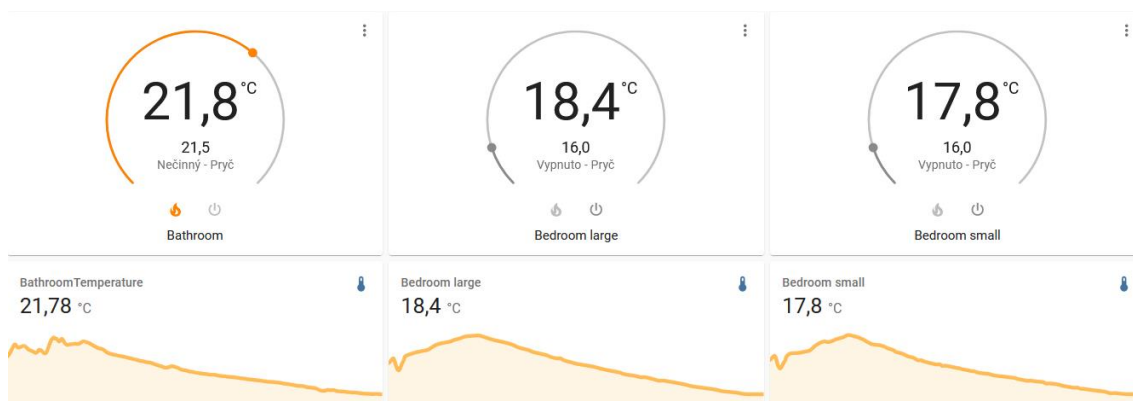 21,8 °C
21,5
Nečinný - Pryč
Bathroom
18,4 °C
16,0
Vypnuto - Pryč
Bedroom large
17,8 °C
16,0
Vypnuto - Pryč
Bedroom small
BathroomTemperature
21,78 °C
Bedroom large
18,4 °C
Bedroom small
17,8 °C